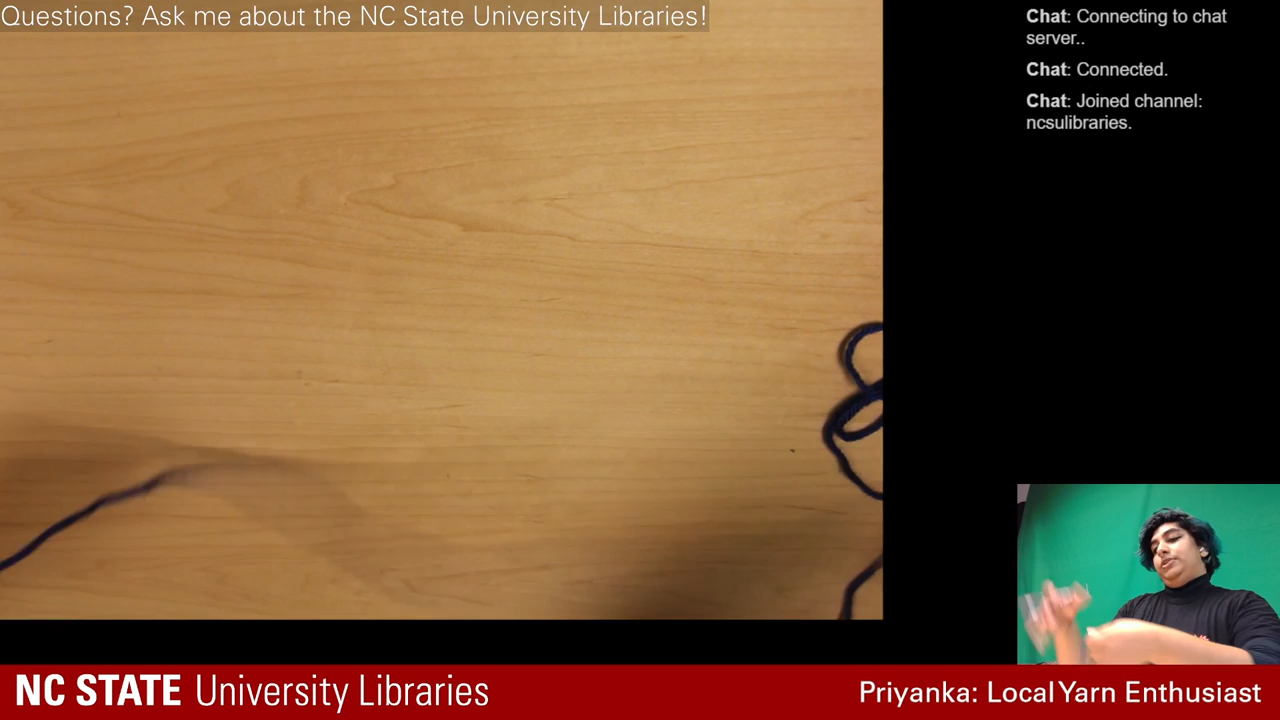 Questions? Ask me about the NC State University Libraries!
Chat: Connecting to chat
server..
Chat: Connected.
Chat: Joined channel:
ncsulibraries.
NC STATE University Libraries
Priyanka: Local Yarn Enthusiast